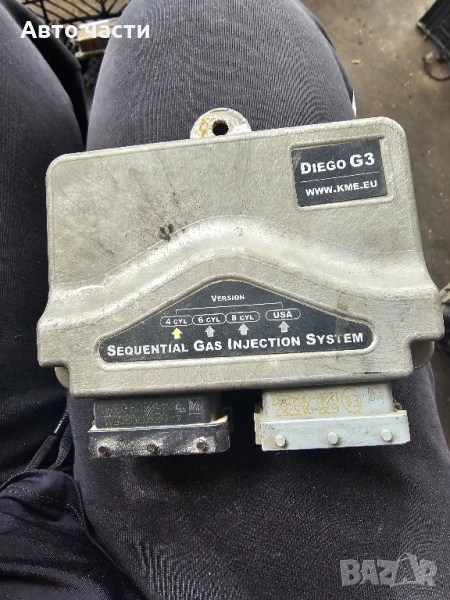 Авто части
DIEGO G3
WWW.KME.EU
VERSION
4 CYL 6 CYL 8 CYL USA
SEQUENTIAL GAS INJECTION SYSTEM
bazar